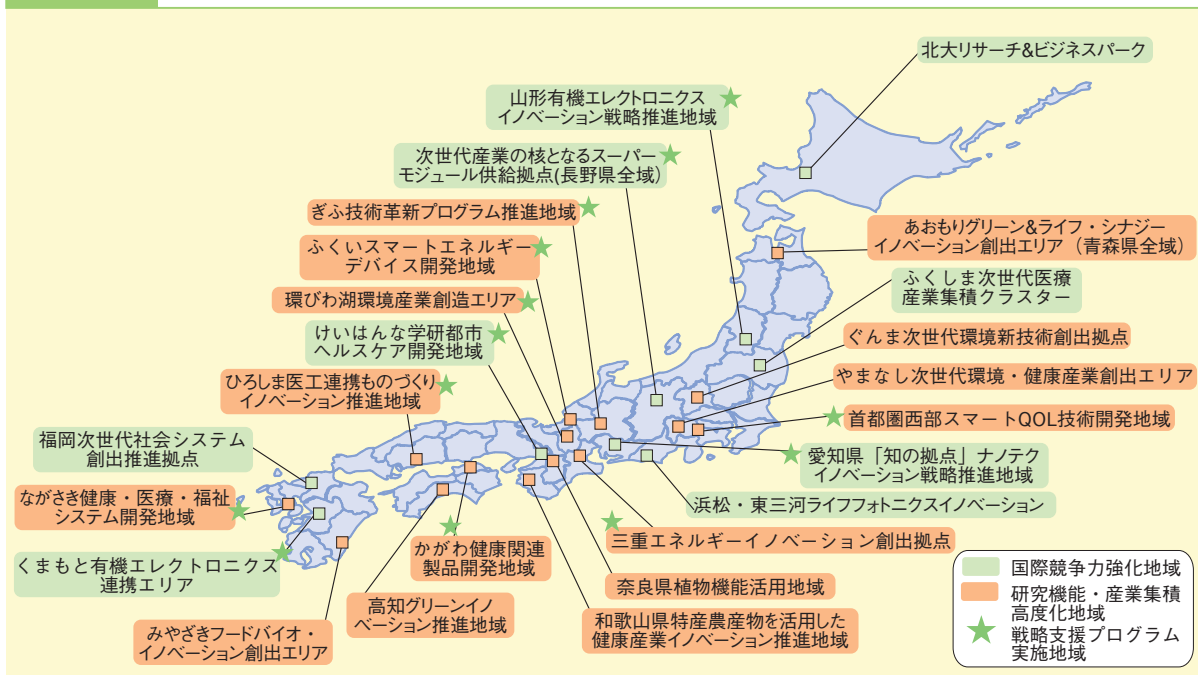 北大リサーチ&ビジネスパーク
山形有機エレクトロニクス
イノベーション戦略推進地域
次世代産業の核となるスーパー
モジュール供給拠点(長野県全域)
ぎふ技術革新プログラム推進地域
ふくいスマートエネルギー
デバイス開発地域
環びわ湖環境産業創造エリア
けいはんな学研都市
ヘルスケア開発地域
ひろしま医工連携ものづくり
イノベーション推進地域
福岡次世代社会システム
創出推進拠点
ながさき健康・医療・福祉
システム開発地域
くまもと有機エレクトロニクス
連携エリア
みやざきフードバイオ・
イノベーション創出エリア
高知グリーンイノ
ベーション推進地域
かがわ健康関連
製品開発地域
あおもりグリーン&ライフ・シナジー
イノベーション創出エリア（青森県全域）
ふくしま次世代医療
産業集積クラスター
ぐんま次世代環境新技術創出拠点
やまなし次世代環境・健康産業創出エリア
首都圏西部スマートQOL技術開発地域
愛知県「知の拠点」ナノテク
イノベーション戦略推進地域
浜松・東三河ライフフォトニクスイノベーション
三重エネルギーイノベーション創出拠点
奈良県植物機能活用地域
和歌山県特産農産物を活用した
健康産業イノベーション推進地域
国際競争力強化地域
研究機能・産業集積
高度化地域
戦略支援プログラム
実施地域